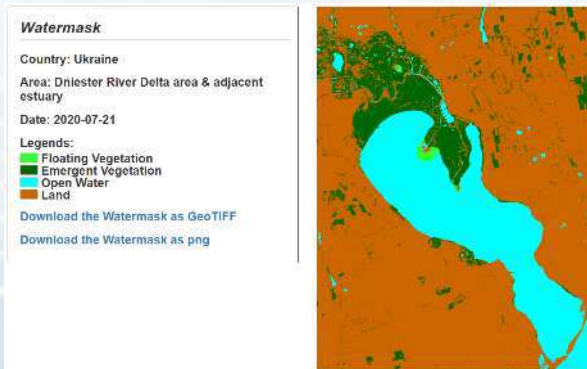 Watermask
Country: Ukraine
Area: Dniester River Delta area & adjacent
estuary
Date: 2020-07-21
Legends:
Floating Vegetation
Emergent Vegetation
Open Water
Land
Download the Watermask as GeoTIFF
Download the Watermask as png